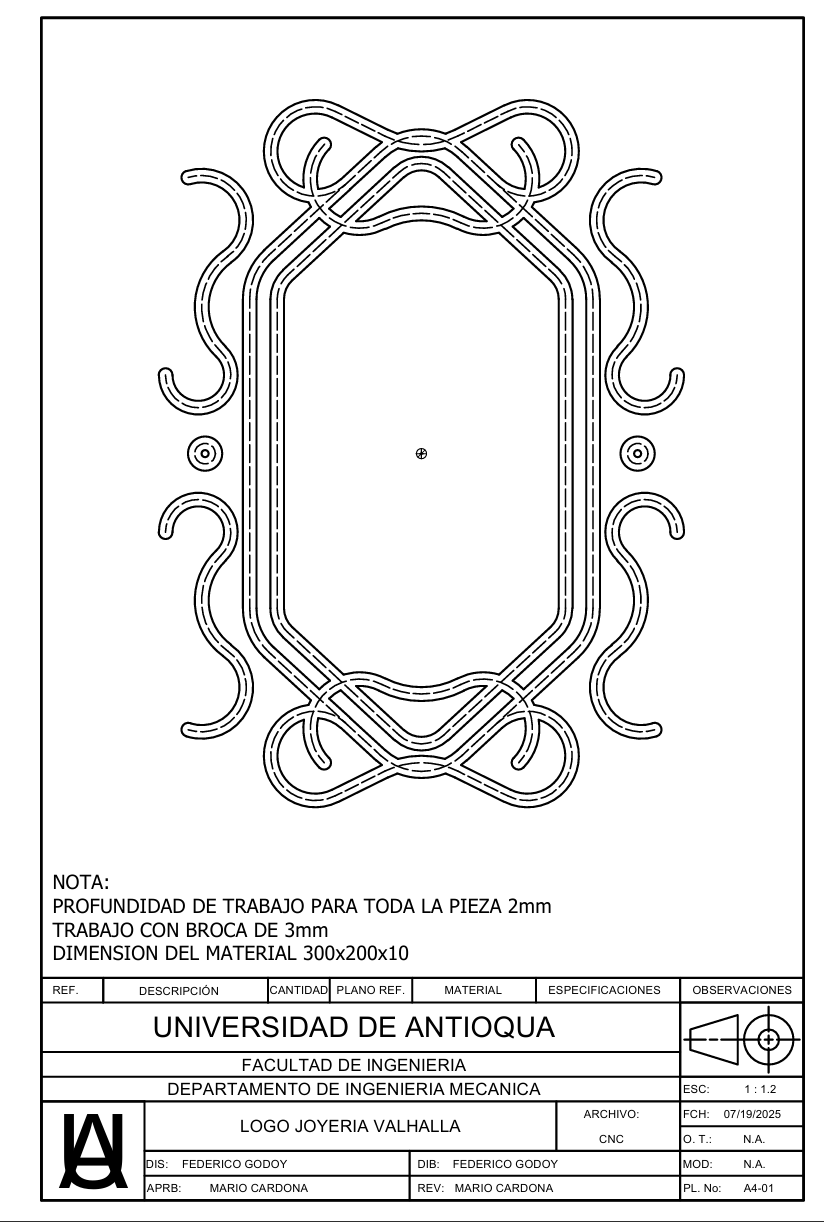 NOTA:
PROFUNDIDAD DE TRABAJO PARA TODA LA PIEZA 2mm
TRABAJO CON BROCA DE 3mm
DIMENSION DEL MATERIAL 300x200x10
REF. DESCRIPCIÓN CANTIDAD PLANO REF. MATERIAL ESPECIFICACIONES OBSERVACIONES
UNIVERSIDAD DE ANTIOQUA
FACULTAD DE INGENIERIA
DEPARTAMENTO DE INGENIERIA MECANICA
ESC: 1 : 1.2
LOGO JOYERIA VALHALLA
ARCHIVO:
CNC
FCH: 07/19/2025
O. T.: N.A.
DIS: FEDERICO GODOY
DIB: FEDERICO GODOY
MOD: N.A.
APRB: MARIO CARDONA
REV: MARIO CARDONA
PL. No: A4-01